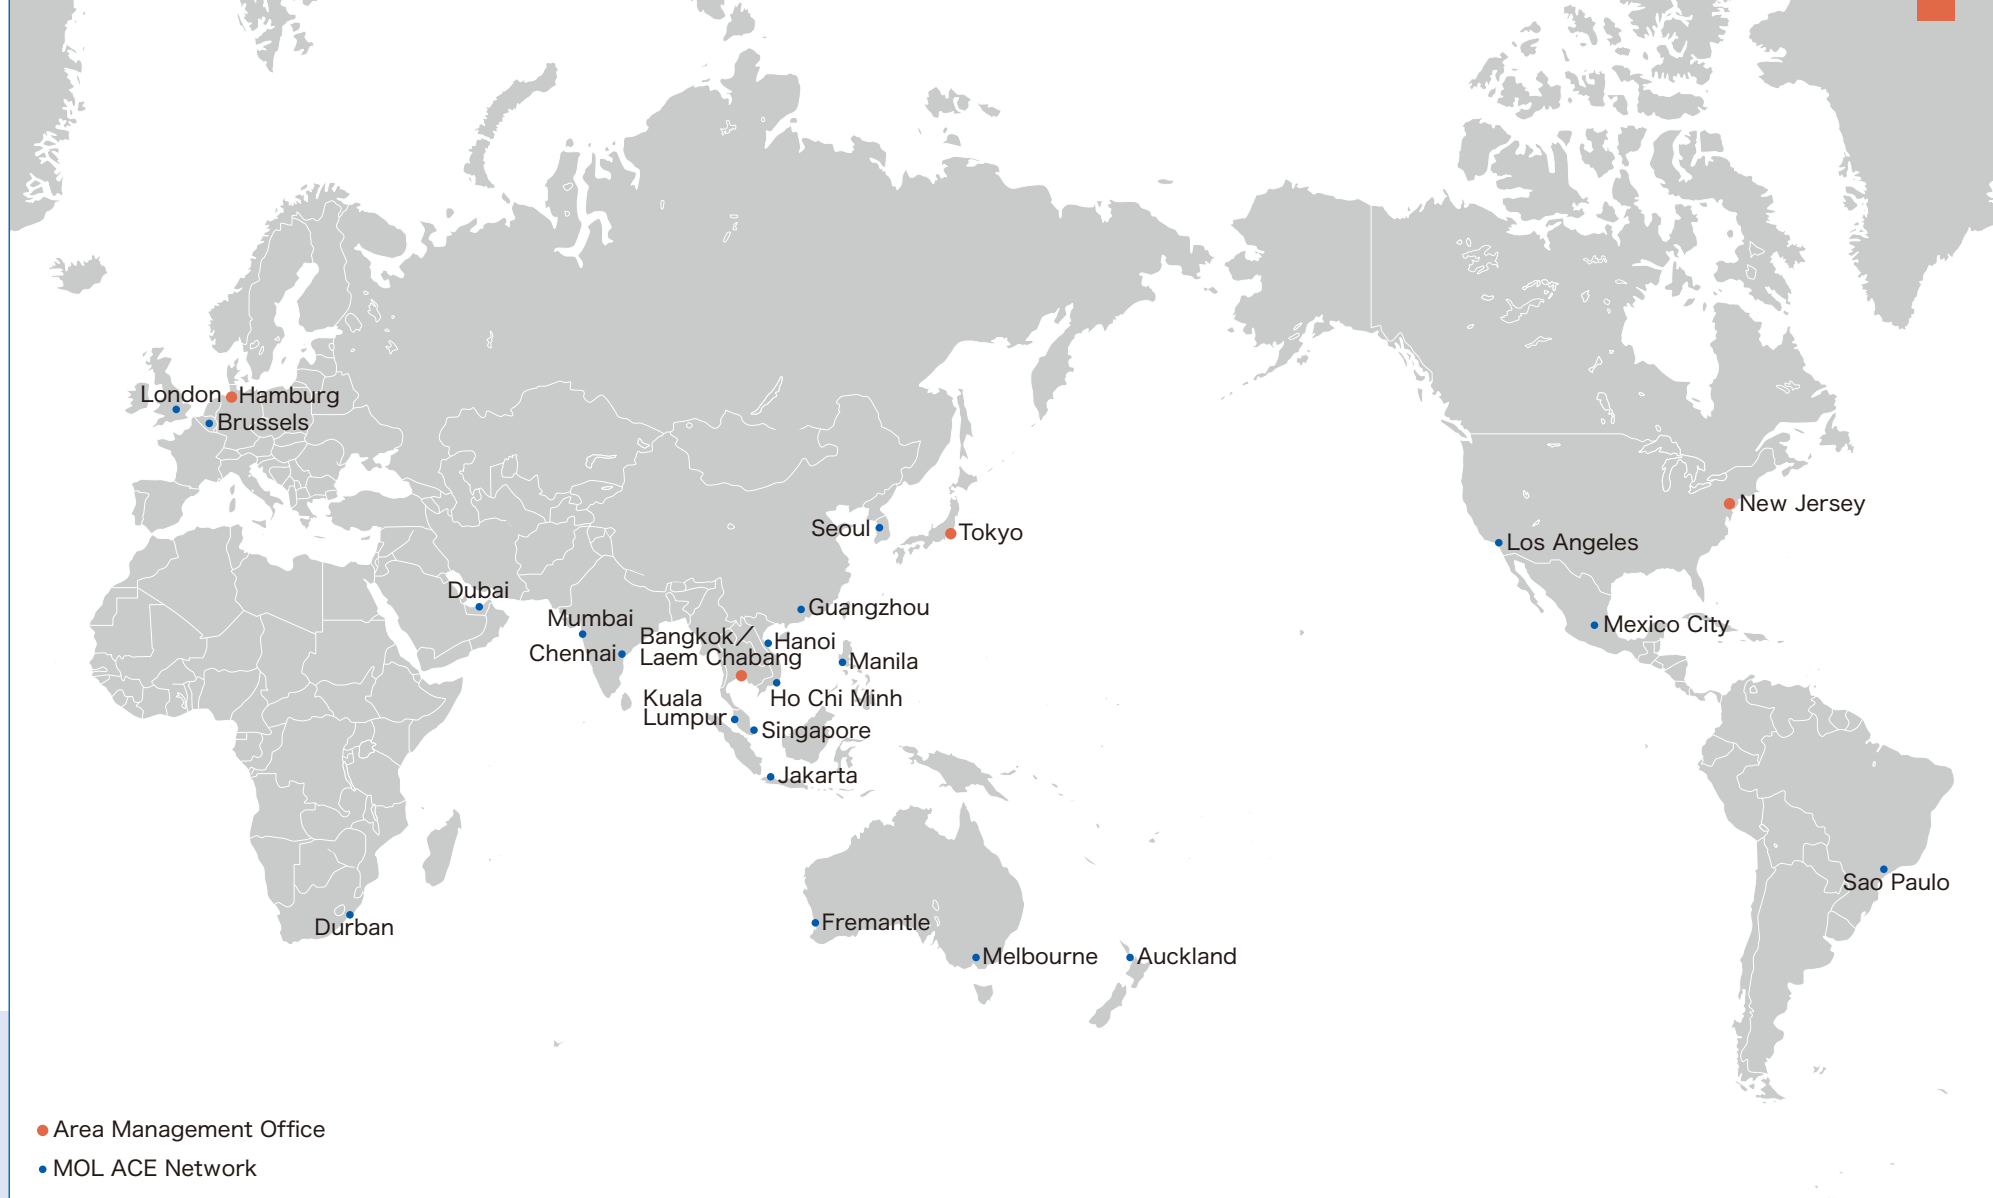 London
Hamburg
Brussels
New Jersey
Seoul
Tokyo
Los Angeles
Dubai
Guangzhou
Mumbai
Mexico City
Bangkok／
Laem Chabang
Hanoi
Chennai
Manila
Kuala
Lumpur
Ho Chi Minh
Singapore
Jakarta
Sao Paulo
Durban
Fremantle
Melbourne
Auckland
Area Management Office
MOL ACE Network